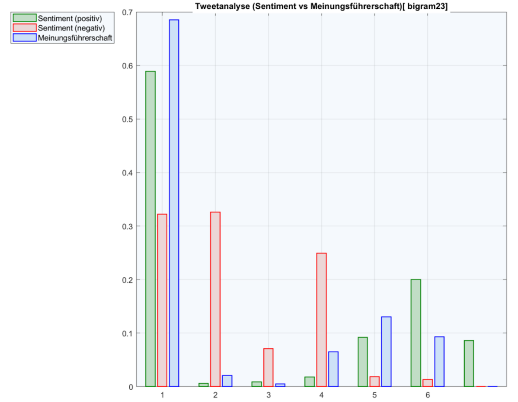 Tweetanalyse (Sentiment vs Meinungsführerschaft)[ bigram23]
Sentiment (positiv)
Sentiment (negativ)
Meinungsführerschaft
0.7
0.6
0.5
0.4
0.3
0.2
0.1
0
1 2 3 4 5 6